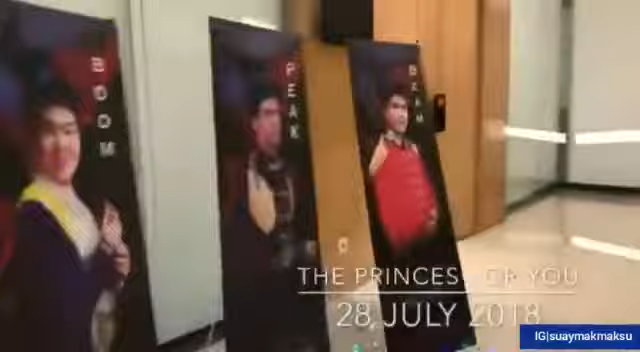 BOOM
PEAK
BEAM
THE PRINCESS OF YOU
28 JULY 2018
IG|suaymakmaksu